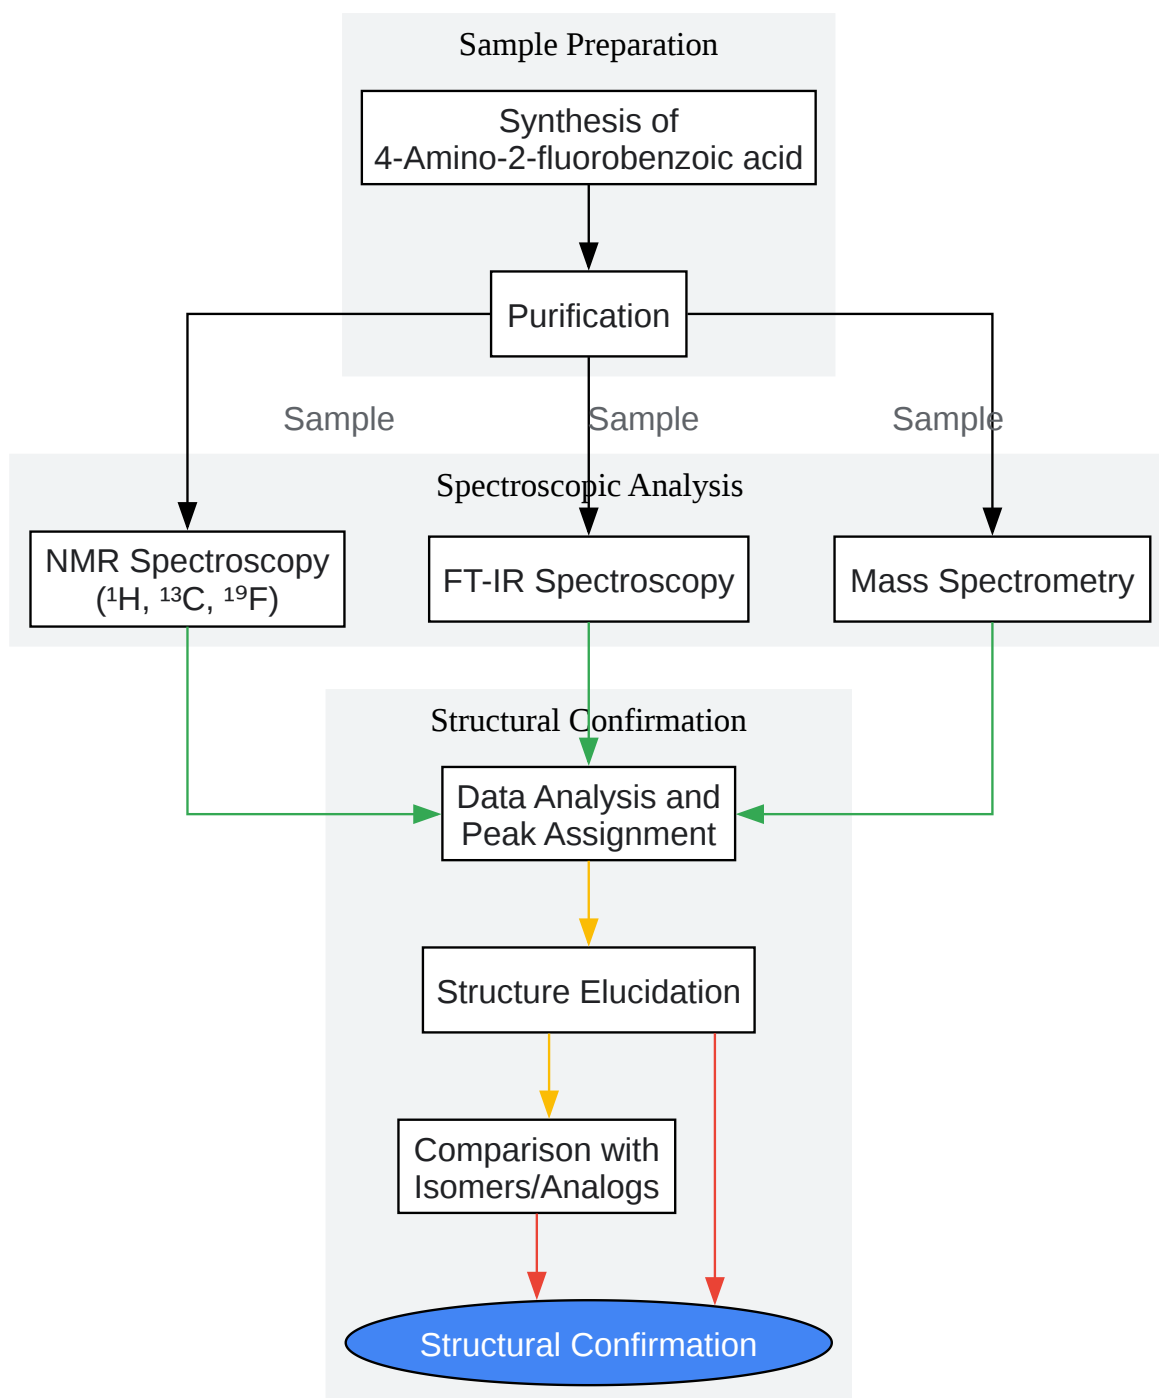 Sample Preparation
Synthesis of
4-Amino-2-fluorobenzoic acid
Purification
Sample
Sample
Sample
Spectroscopic Analysis
NMR Spectroscopy
(¹H, ¹³C, ¹⁹F)
FT-IR Spectroscopy
Mass Spectrometry
Structural Confirmation
Data Analysis and
Peak Assignment
Structure Elucidation
Comparison with
Isomers/Analogs
Structural Confirmation